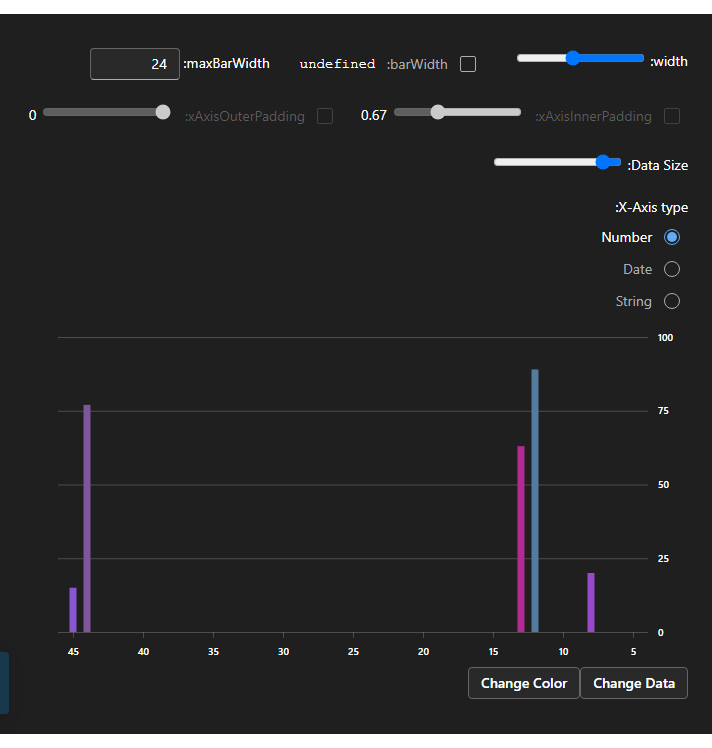 :width
:barWidth undefined
:maxBarWidth 24
:xAxisInnerPadding 0.67
:xAxisOuterPadding 0
:Data Size
:X-Axis type
Number
Date
String
100
75
50
25
0
45 40 35 30 25 20 15 10 5
Change Color Change Data